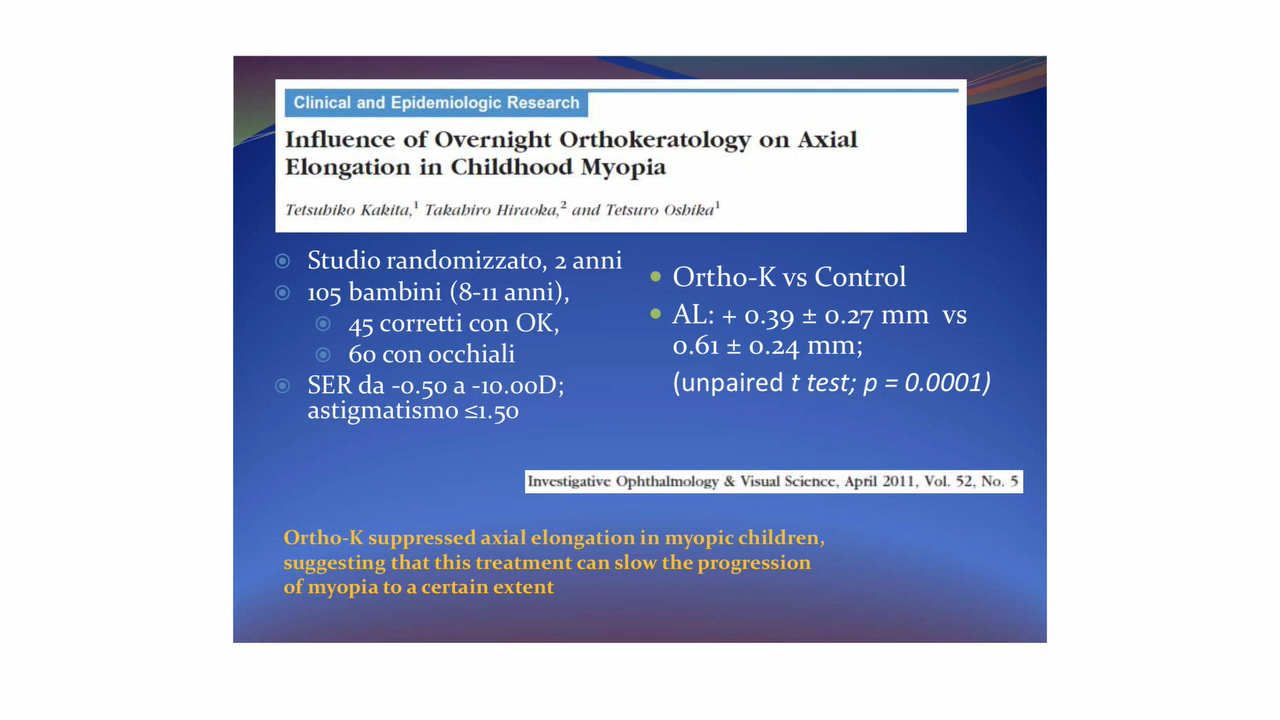 Clinical and Epidemiologic Research
Influence of Overnight Orthokeratology on Axial
Elongation in Childhood Myopia
Tetsuhiko Kakita,¹ Takahiro Hiraoka,² and Tetsuro Oshika¹
Studio randomizzato, 2 anni
105 bambini (8-11 anni),
45 corretti con OK,
60 con occhiali
SER da -0.50 a -10.00D;
astigmatismo ≤1.50
Ortho-K vs Control
AL: + 0.39 ± 0.27 mm vs
0.61 ± 0.24 mm;
(unpaired t test; p = 0.0001)
Investigative Ophthalmology & Visual Science, April 2011, Vol. 52, No. 5
Ortho-K suppressed axial elongation in myopic children,
suggesting that this treatment can slow the progression
of myopia to a certain extent